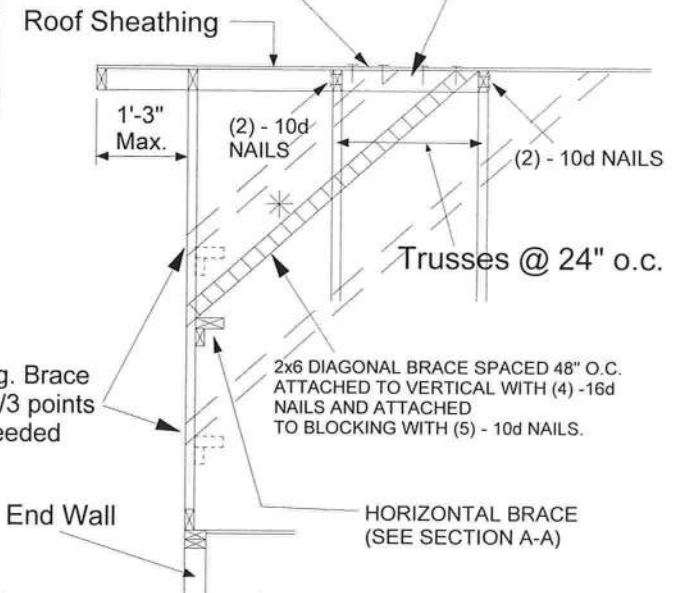 Roof Sheathing
1'-3"
Max.
(2) - 10d
NAILS
(2) - 10d NAILS
Trusses @ 24" o.c.
2x6 DIAGONAL BRACE SPACED 48" O.C.
ATTACHED TO VERTICAL WITH (4) -16d
NAILS AND ATTACHED
TO BLOCKING WITH (5) - 10d NAILS.
g. Brace
/3 points
eeded
HORIZONTAL BRACE
(SEE SECTION A-A)
End Wall